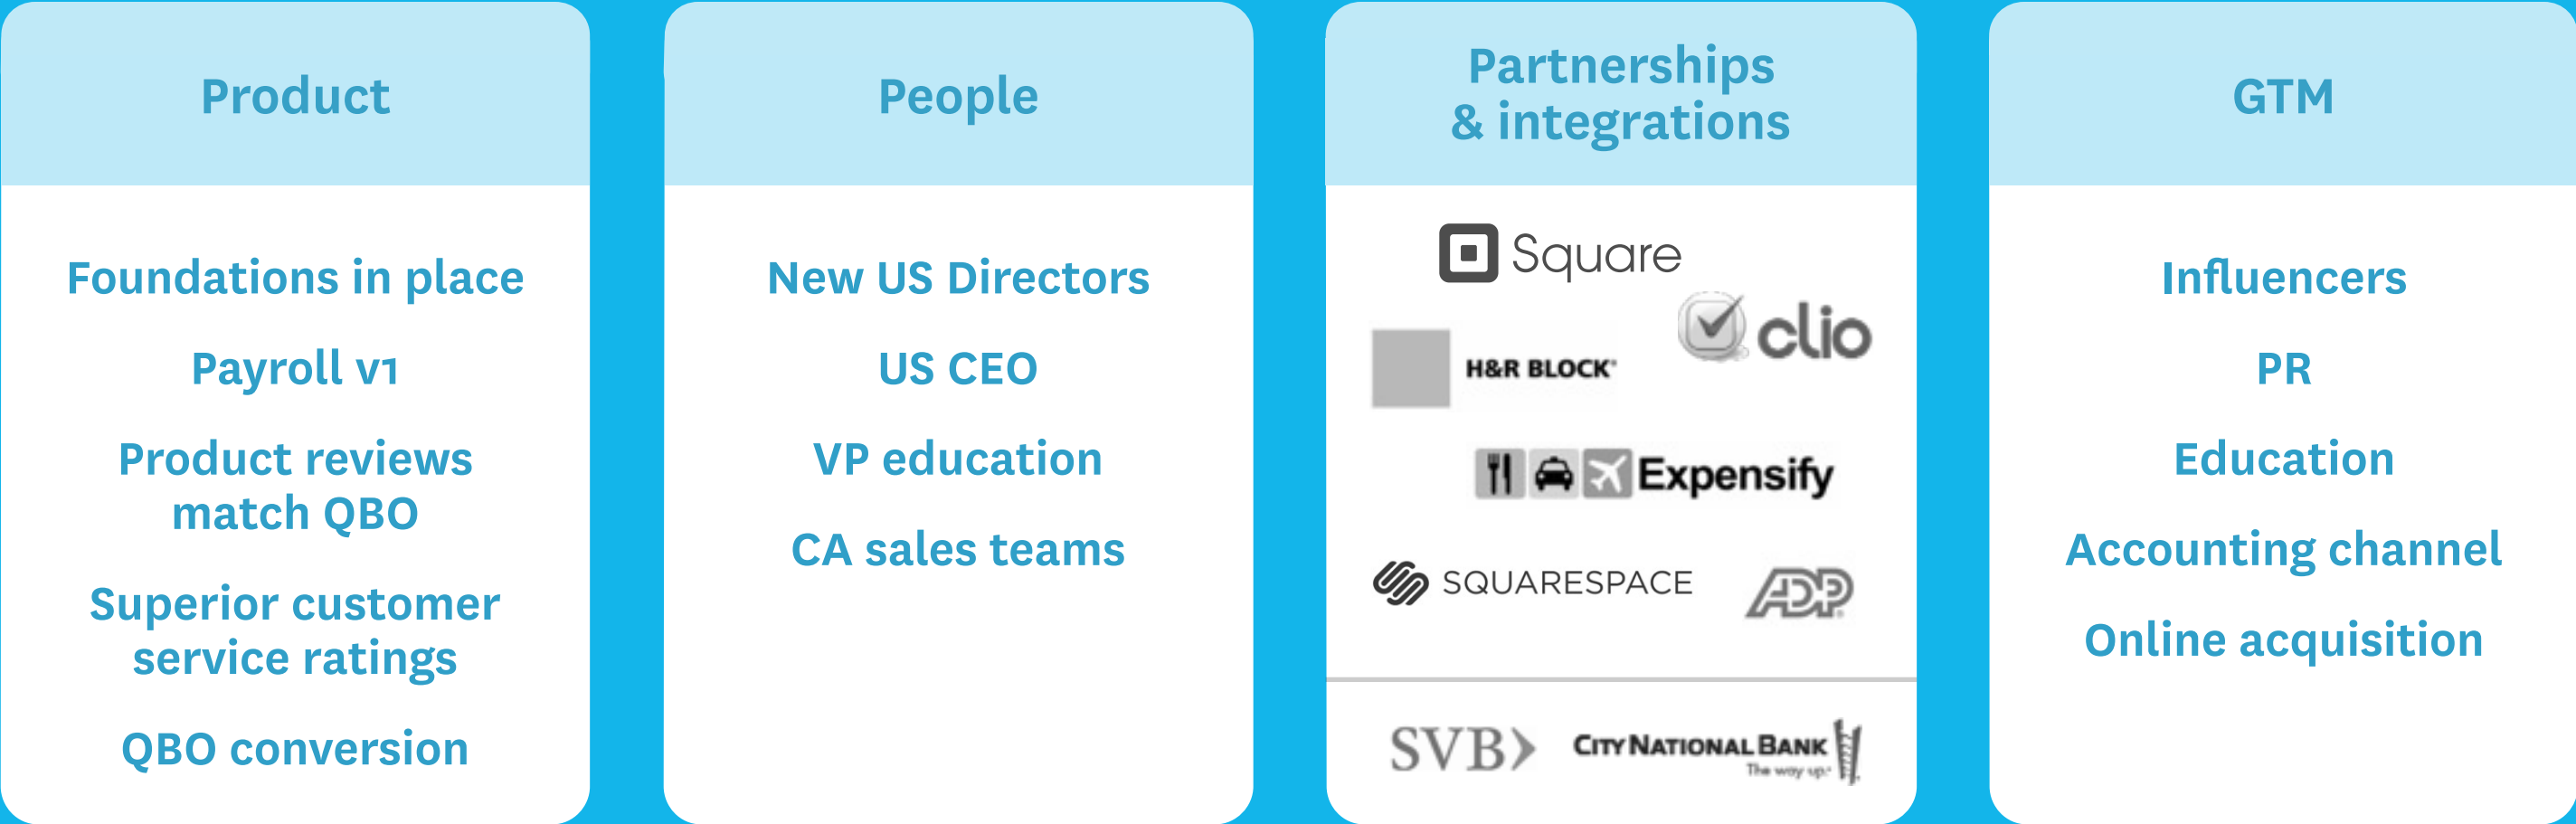 Product
Foundations in place
Payroll v1
Product reviews
match QBO
Superior customer
service ratings
QBO conversion
People
New US Directors
US CEO
VP education
CA sales teams
Partnerships
& integrations
Square
clio
H&R BLOCK®
Expensify
SQUARESPACE
ADP
SVB
CITY NATIONAL BANK
The way up.
GTM
Influencers
PR
Education
Accounting channel
Online acquisition